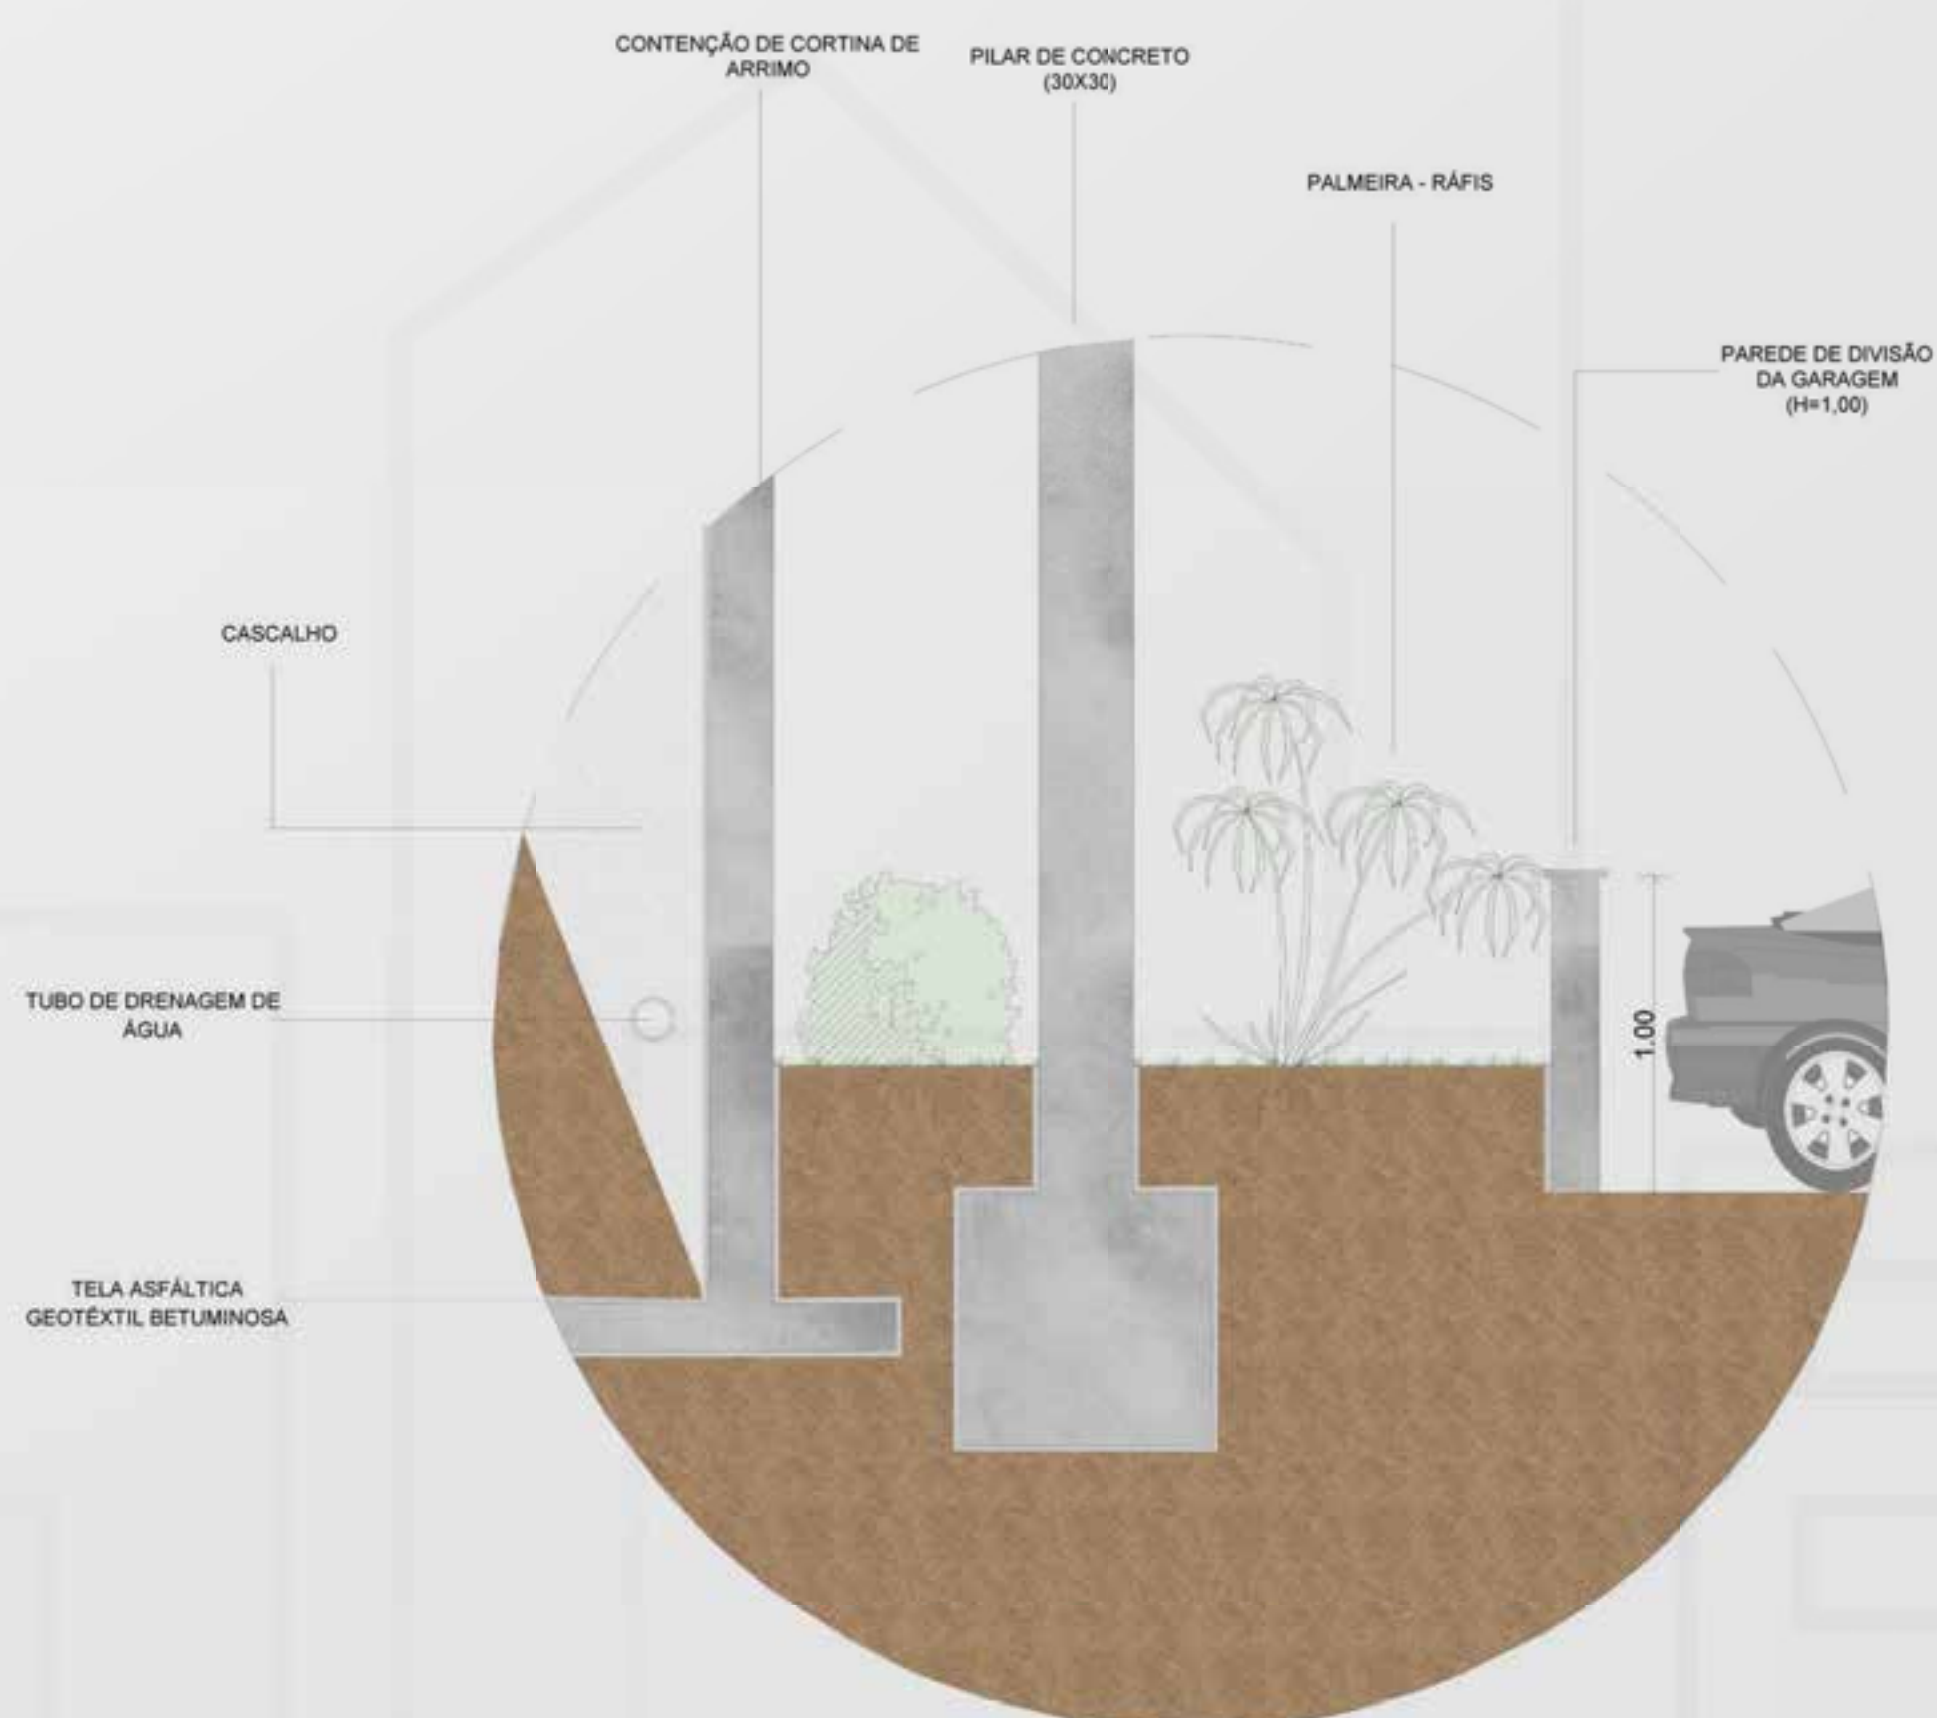 CONTENÇÃO DE CORTINA DE
ARRIMO
PILAR DE CONCRETO
(30X30)
PALMEIRA - RÁFIS
PAREDE DE DIVISÃO
DA GARAGEM
(H=1,00)
CASCALHO
TUBO DE DRENAGEM DE
ÁGUA
1.00
TELA ASFÁLTICA
GEOTÊXTIL BETUMINOSA